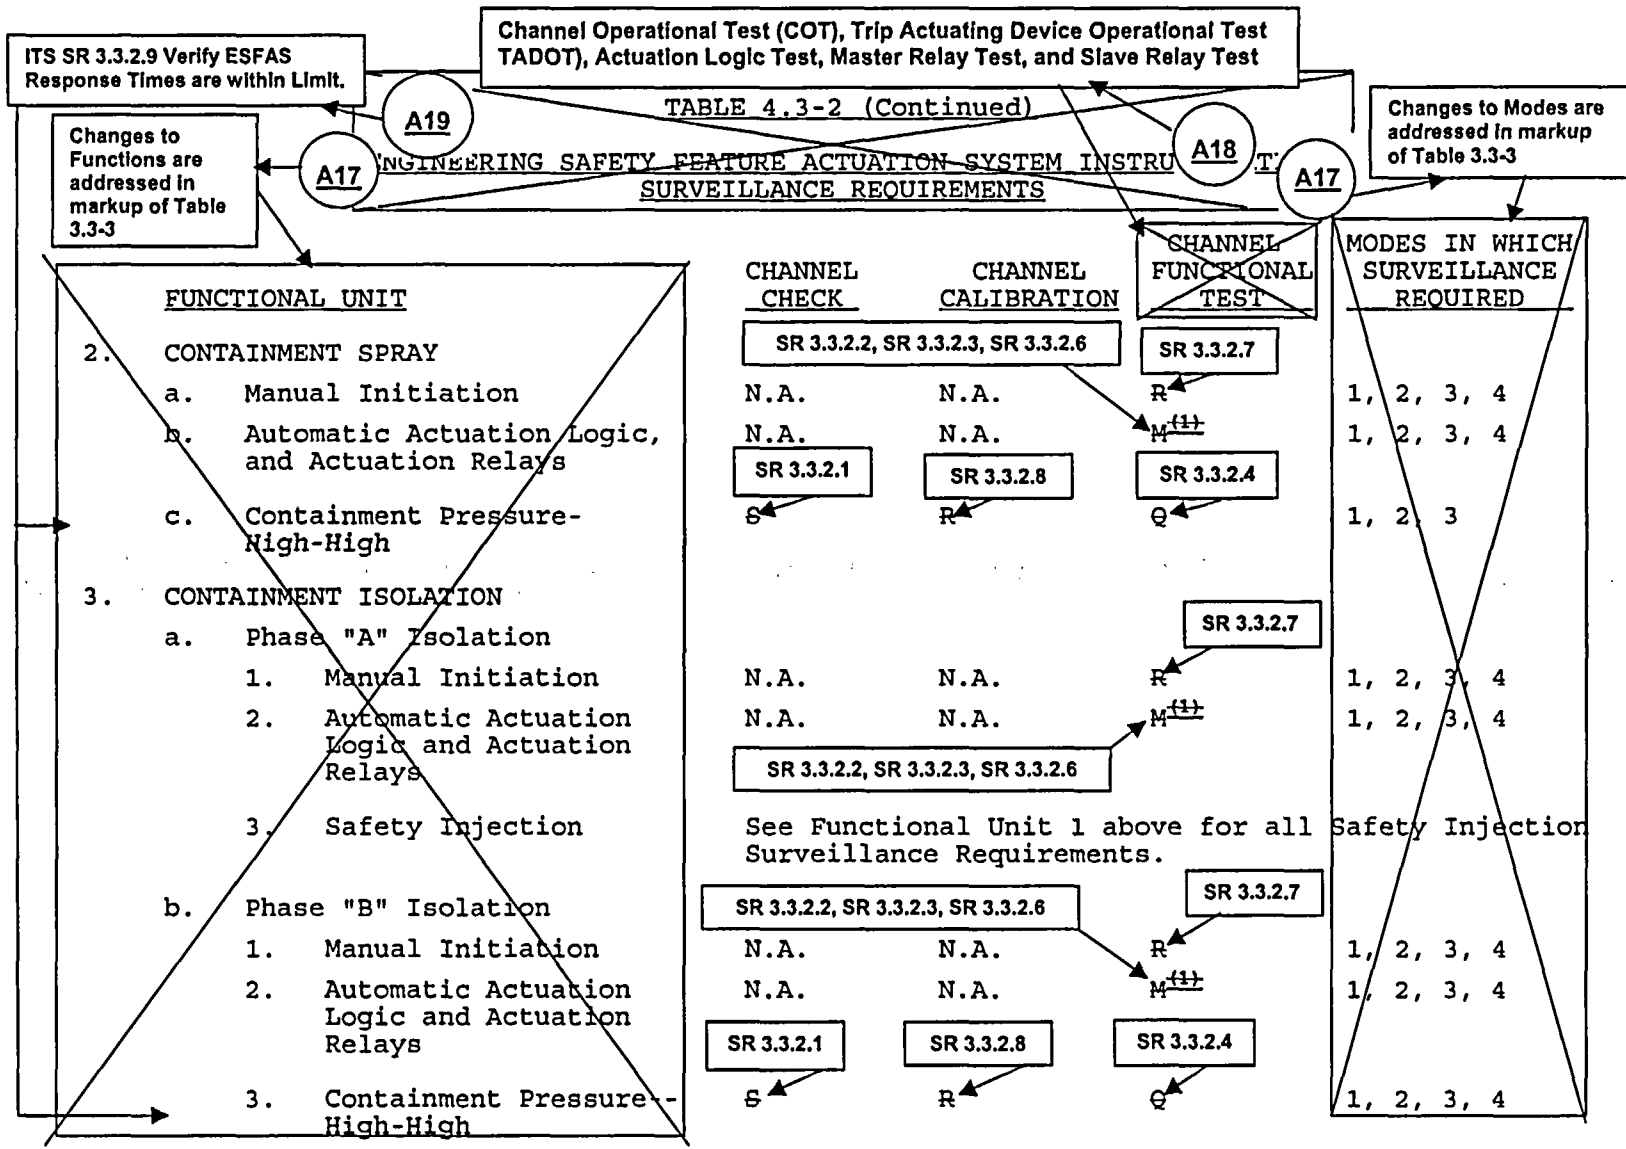 Channel Operational Test (COT), Trip Actuating Device Operational Test
TADOT), Actuation Logic Test, Master Relay Test, and Slave Relay Test
ITS SR 3.3.2.9 Verify ESFAS
Response Times are within Limit.
A19
TABLE 4.3-2 (Continued)
A18
Changes to Modes are
addressed in markup
of Table 3.3-3
Changes to
Functions are
addressed in
markup of Table
3.3-3
A17
NGINEERING SAFETY FEATURE ACTUATION SYSTEM INSTRU T
SURVEILLANCE REQUIREMENTS
A17
FUNCTIONAL UNIT
CHANNEL
CHECK
CHANNEL
CALIBRATION
CHANNEL
FUNCTIONAL
TEST
MODES IN WHICH
SURVEILLANCE
REQUIRED
SR 3.3.2.2, SR 3.3.2.3, SR 3.3.2.6
SR 3.3.2.7
2. CONTAINMENT SPRAY
a. Manual Initiation N.A. N.A. R 1, 2, 3, 4
b. Automatic Actuation Logic, N.A. N.A. M(1) 1, 2, 3, 4
and Actuation Relays
SR 3.3.2.1 SR 3.3.2.8 SR 3.3.2.4
c. Containment Pressure- S R Q 1, 2, 3
High-High
3. CONTAINMENT ISOLATION
a. Phase "A" Isolation
SR 3.3.2.7
1. Manual Initiation N.A. N.A. R 1, 2, 3, 4
2. Automatic Actuation N.A. N.A. M(1) 1, 2, 3, 4
Logic and Actuation
Relays
SR 3.3.2.2, SR 3.3.2.3, SR 3.3.2.6
3. Safety Injection See Functional Unit 1 above for all Safety Injection
Surveillance Requirements.
b. Phase "B" Isolation
SR 3.3.2.2, SR 3.3.2.3, SR 3.3.2.6
SR 3.3.2.7
1. Manual Initiation N.A. N.A. R 1, 2, 3, 4
2. Automatic Actuation N.A. N.A. M(1) 1, 2, 3, 4
Logic and Actuation
Relays
SR 3.3.2.1 SR 3.3.2.8 SR 3.3.2.4
3. Containment Pressure-- S R Q 1, 2, 3, 4
High-High